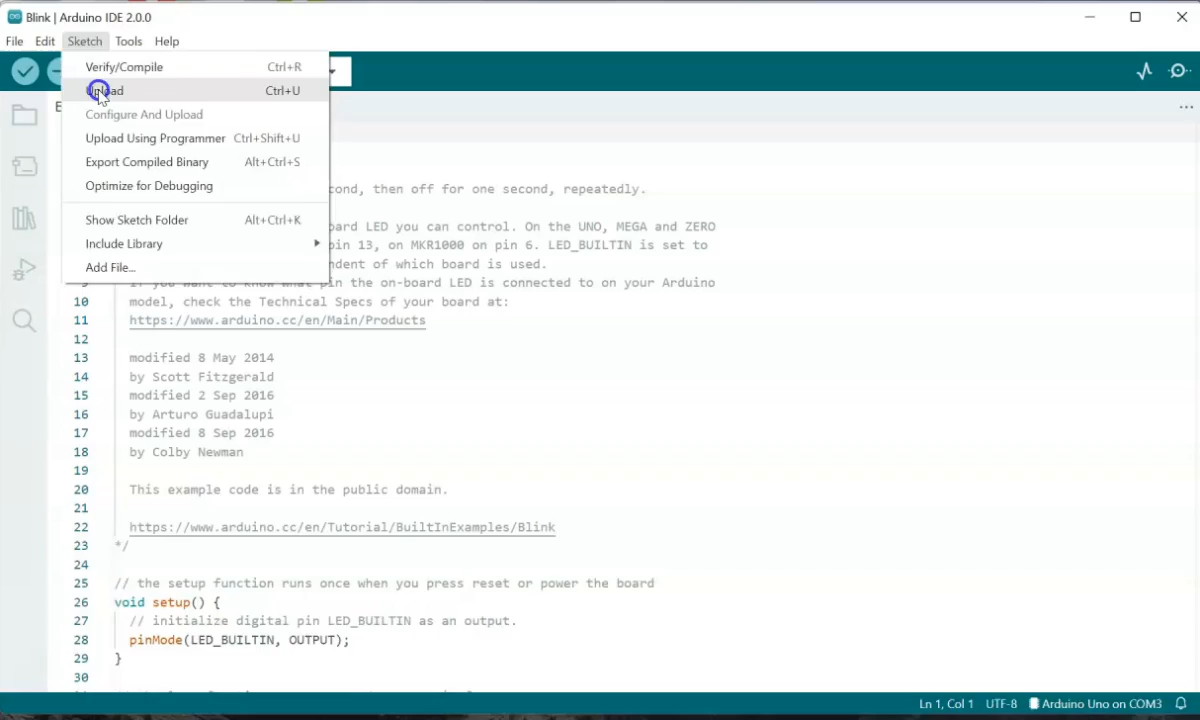 Blink | Arduino IDE 2.0.0
File Edit Sketch Tools Help
Verify/Compile Ctrl+R
Upload Ctrl+U
Configure And Upload
Upload Using Programmer Ctrl+Shift+U
Export Compiled Binary Alt+Ctrl+S
Optimize for Debugging
Show Sketch Folder Alt+Ctrl+K
Include Library
Add File...
ond, then off for one second, repeatedly.
oard LED you can control. On the UNO, MEGA and ZERO
pin 13, on MKR1000 on pin 6. LED_BUILTIN is set to
ndent of which board is used.
9 If you want to know what pin the on-board LED is connected to on your Arduino
10 model, check the Technical Specs of your board at:
11 https://www.arduino.cc/en/Main/Products
12
13 modified 8 May 2014
14 by Scott Fitzgerald
15 modified 2 Sep 2016
16 by Arturo Guadalupi
17 modified 8 Sep 2016
18 by Colby Newman
19
20 This example code is in the public domain.
21
22 https://www.arduino.cc/en/Tutorial/BuiltInExamples/Blink
23 */
24
25 // the setup function runs once when you press reset or power the board
26 void setup() {
27 // initialize digital pin LED_BUILTIN as an output.
28 pinMode(LED_BUILTIN, OUTPUT);
29 }
30
Ln 1, Col 1 UTF-8 Arduino Uno on COM3